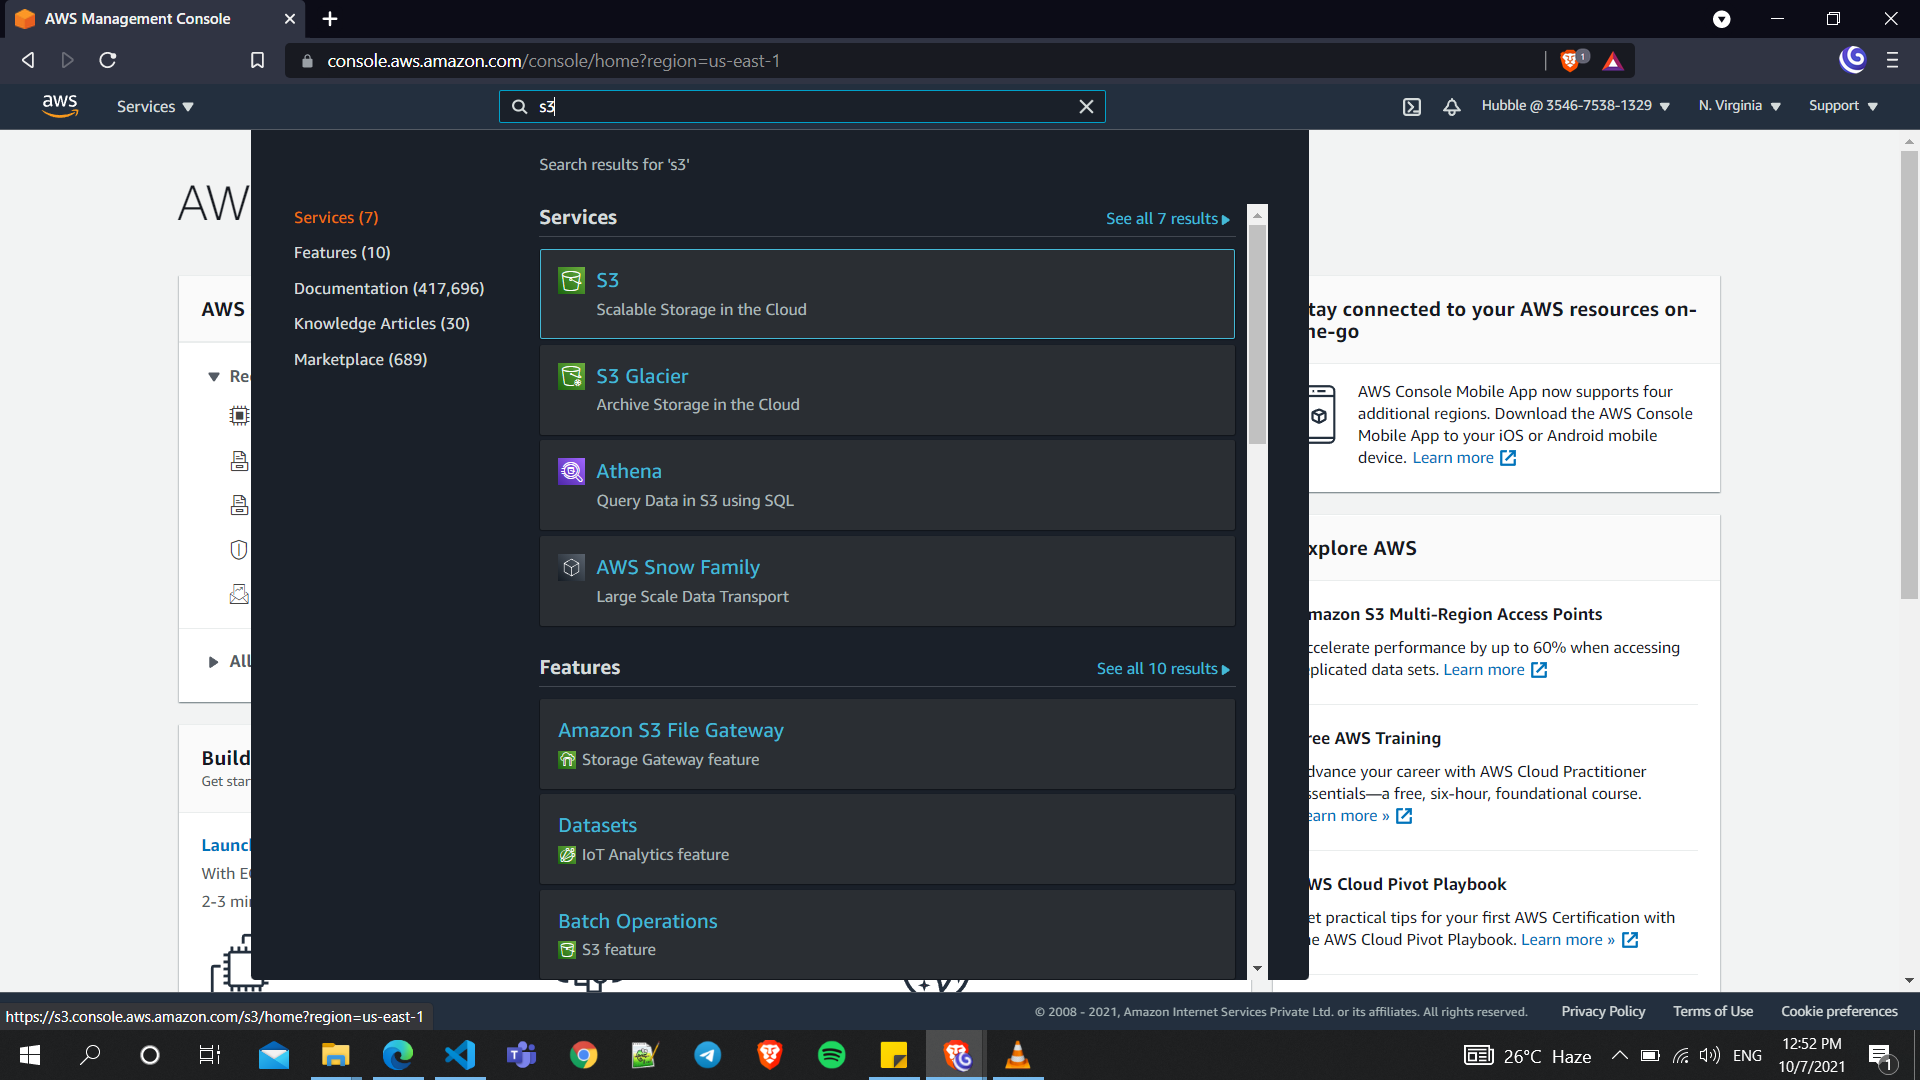 AWS Management Console
console.aws.amazon.com/console/home?region=us-east-1
1
aws
Services
s3
Hubble @ 3546-7538-1329
N. Virginia
Support
Search results for 's3'
AW
Services (7)
Features (10)
Documentation (417,696)
Knowledge Articles (30)
Marketplace (689)
Services
See all 7 results
S3
Scalable Storage in the Cloud
S3 Glacier
Archive Storage in the Cloud
Athena
Query Data in S3 using SQL
AWS Snow Family
Large Scale Data Transport
Features
See all 10 results
Amazon S3 File Gateway
Storage Gateway feature
Datasets
IoT Analytics feature
Batch Operations
S3 feature
AWS
Rec
All
Build
Get star
Launch
With E
2-3 mi
tay connected to your AWS resources on-
he-go
AWS Console Mobile App now supports four
additional regions. Download the AWS Console
Mobile App to your iOS or Android mobile
device. Learn more
xplore AWS
mazon S3 Multi-Region Access Points
ccelerate performance by up to 60% when accessing
plicated data sets. Learn more
ree AWS Training
dvance your career with AWS Cloud Practitioner
ssentials—a free, six-hour, foundational course.
earn more »
WS Cloud Pivot Playbook
et practical tips for your first AWS Certification with
e AWS Cloud Pivot Playbook. Learn more »
https://s3.console.aws.amazon.com/s3/home?region=us-east-1
© 2008 - 2021, Amazon Internet Services Private Ltd. or its affiliates. All rights reserved.
Privacy Policy
Terms of Use
Cookie preferences
26°C Haze
ENG
12:52 PM
10/7/2021
1